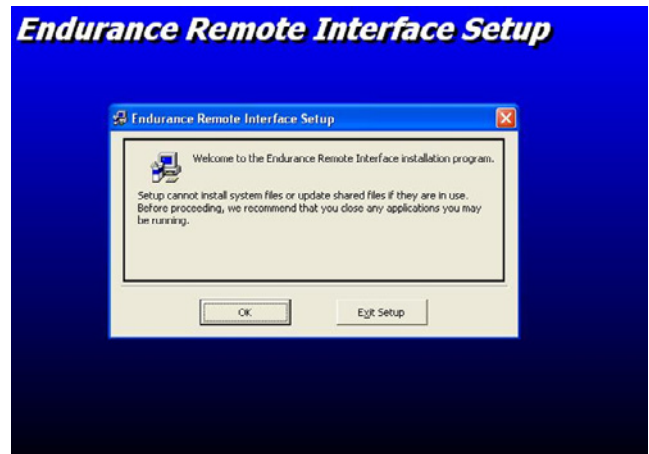 Endurance Remote Interface Setup
Endurance Remote Interface Setup
Welcome to the Endurance Remote Interface installation program.
Setup cannot install system files or update shared files if they are in use.
Before proceeding, we recommend that you close any applications you may
be running.
OK
Exit Setup